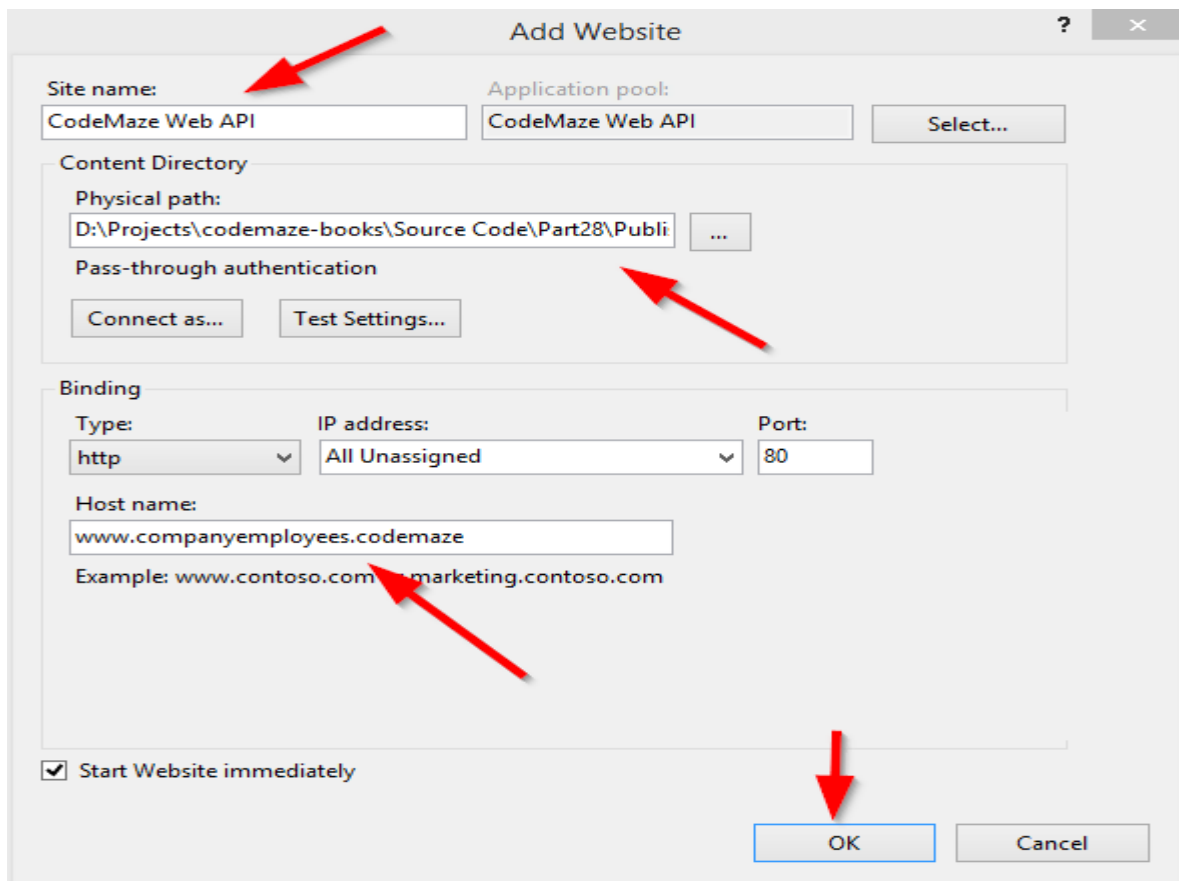 Add Website
?
Site name:
Application pool:
CodeMaze Web API
CodeMaze Web API
Select...
Content Directory
Physical path:
D:\Projects\codemaze-books\Source Code\Part28\Publi
...
Pass-through authentication
Connect as...
Test Settings...
Binding
Type:
IP address:
Port:
http
All Unassigned
80
Host name:
www.companyemployees.codemaze
Example: www.contoso.com marketing.contoso.com
Start Website immediately
OK
Cancel